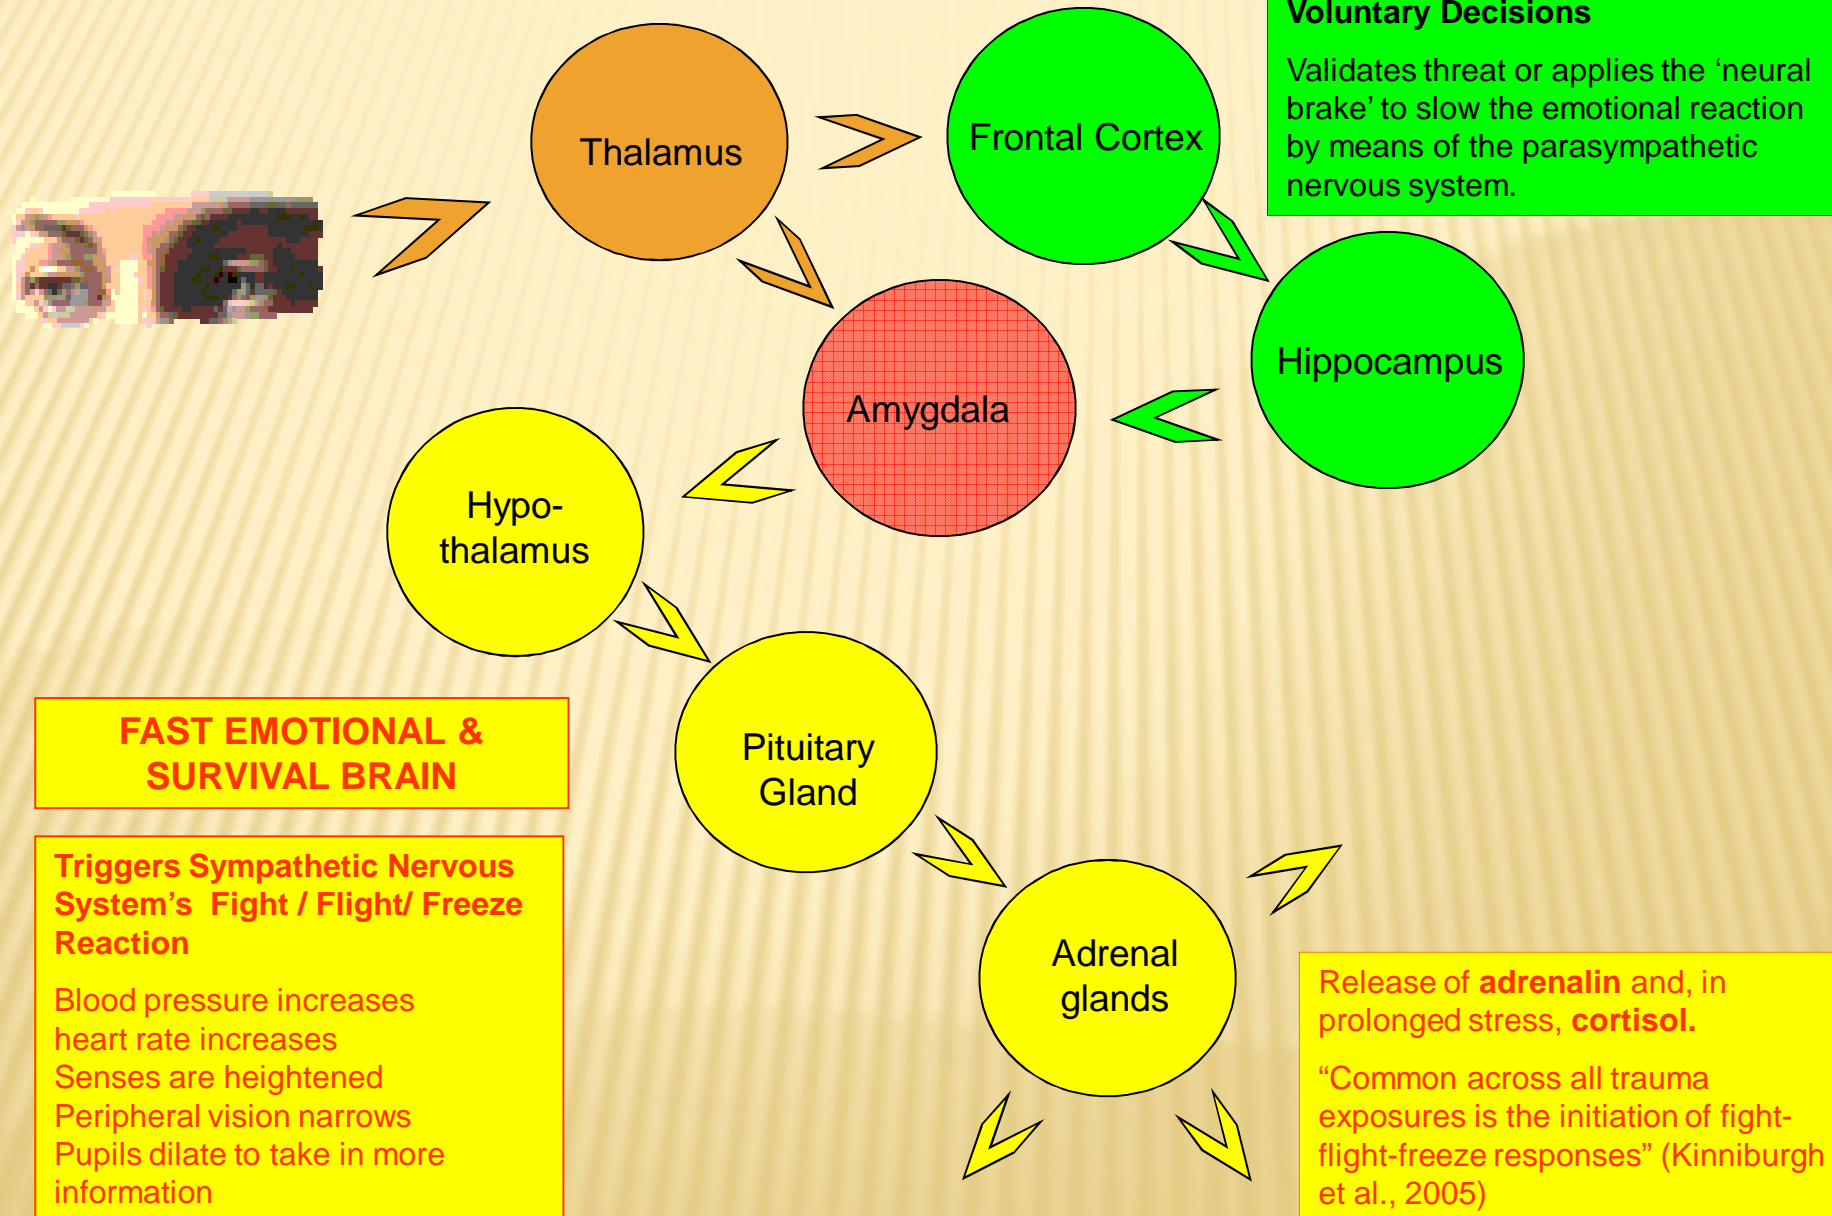 Voluntary Decisions
Validates threat or applies the ‘neural
brake’ to slow the emotional reaction
by means of the parasympathetic
nervous system.
Thalamus
Frontal Cortex
Hippocampus
Amygdala
Hypo-
thalamus
Pituitary
Gland
Adrenal
glands
FAST EMOTIONAL &
SURVIVAL BRAIN
Triggers Sympathetic Nervous
System’s Fight / Flight/ Freeze
Reaction
Blood pressure increases
heart rate increases
Senses are heightened
Peripheral vision narrows
Pupils dilate to take in more
information
Release of adrenalin and, in
prolonged stress, cortisol.
“Common across all trauma
exposures is the initiation of fight-
flight-freeze responses” (Kinniburgh
et al., 2005)